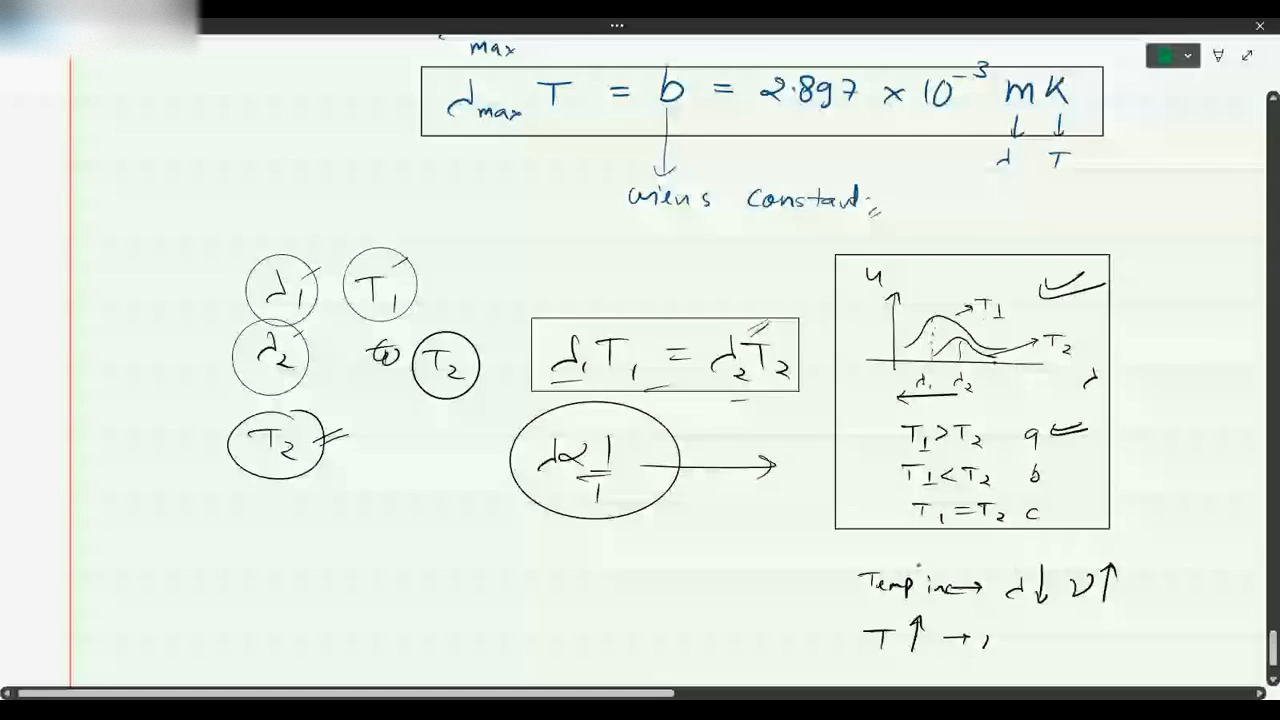 max
λmax T = b = 2.897 × 10⁻³ m K
λ T
wiens constant
λ₁ T₁
λ₂ T₂
T₂
λ₁T₁ = λ₂T₂
λ ∝ 1/T
u
T₁
T₂
λ₁ λ₂
λ
T₁>T₂ a
T₁<T₂ b
T₁=T₂ c
Temp inc→ λ↓ ν↑
T↑ →